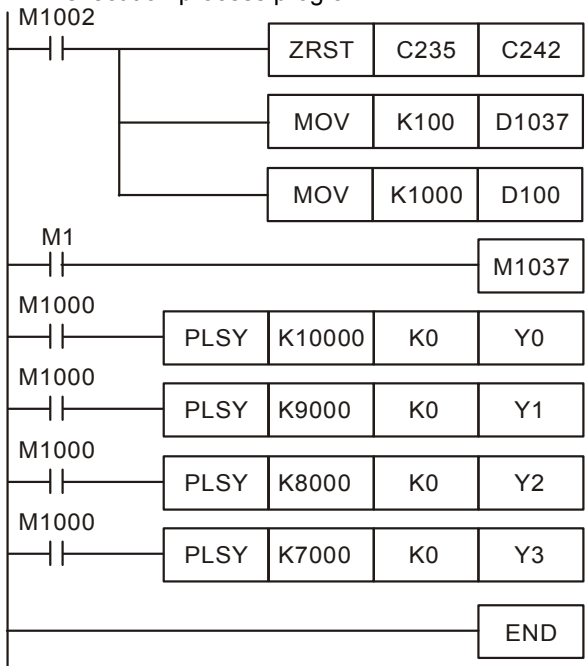 M1002
ZRST C235 C242
MOV K100 D1037
MOV K1000 D100
M1
M1037
M1000
PLSY K10000 K0 Y0
M1000
PLSY K9000 K0 Y1
M1000
PLSY K8000 K0 Y2
M1000
PLSY K7000 K0 Y3
END